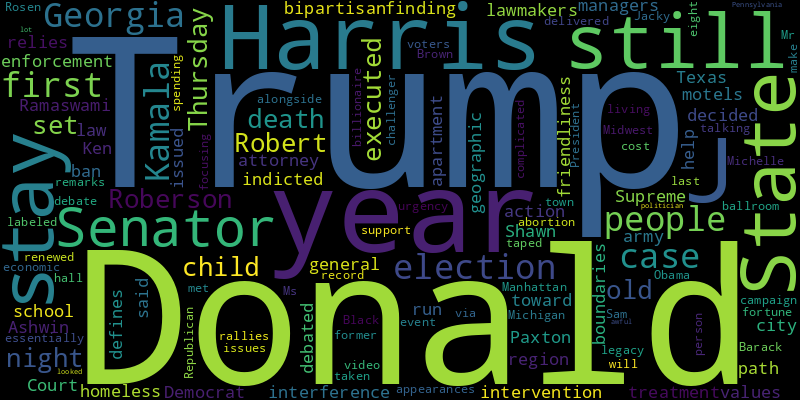 Rosen
Georgia
bipartisanfinding
lawmakers
managers
Pennsylvania
lot
delivered
Jacky
eight
Mr
relies
Harris
still
voters
Brown
make
enforcement
Trump
Thursday
Kamala
spending
first
State
Texas
motels
Ramaswami
alongside
executed
billionaire
challenger
friendliness
President
living
decided
set
law
death
geographic
complicated
Midwest
talking
Ken
issued
focusing
Robert
apartment
J
help
cost
Michelle
stay
ban
attorney
remarks
indicted
last
debate
Roberson
year
urgency
action
town
Supreme
politician
ballroom
labeled
Senator
support
abortion
Shawn
people
taped
army
renewed
Donald
child
general
election
toward
boundaries
case
Obama
economic
hall
met
record
Ms
Manhattan
old
campaign
fortune
school
defines
said
Republican
debated
former
Black
run
via
Michigan
Sam
awful
city
Ashwin
event
essentially
rallies
issues
Paxton
legacy
person
Barack
night
looked
video
taken
region
will
path
Court
homeless
Democrat
interference
appearances
intervention
treatment
values